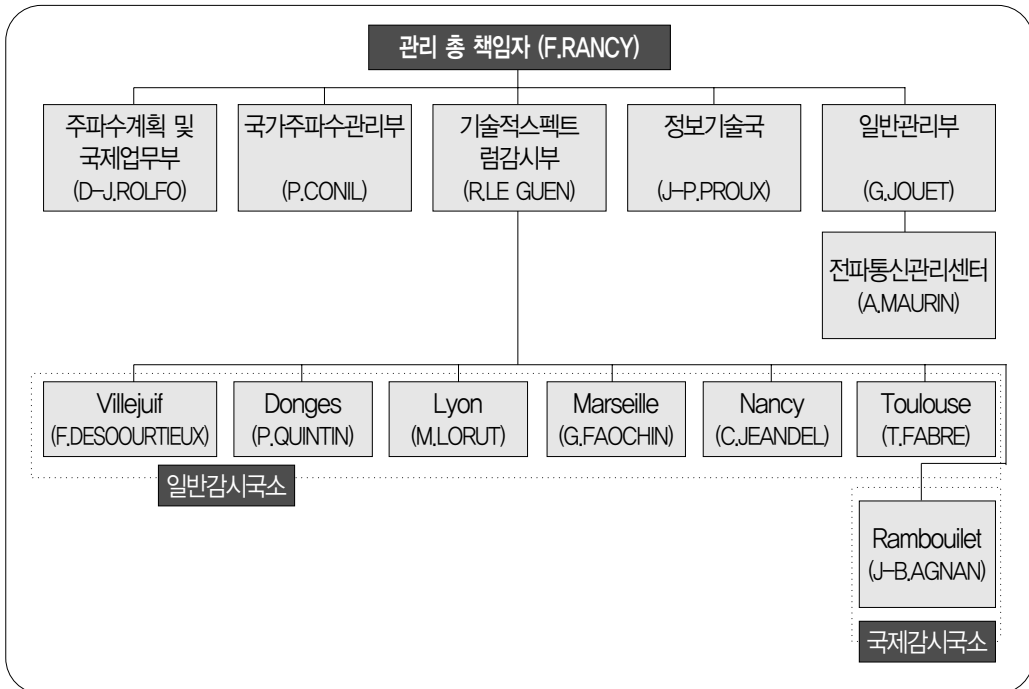 관리 총 책임자 (F.RANCY)
주파수계획 및
국제업무부
(D-J.ROLFO)
국가주파수관리부
(P.CONIL)
기술적스펙트
럼감시부
(R.LE GUEN)
정보기술국
(J-P.PROUX)
일반관리부
(G.JOUET)
전파통신관리센터
(A.MAURIN)
Villejuif
(F.DESOOURTIEUX)
Donges
(P.QUINTIN)
Lyon
(M.LORUT)
Marseille
(G.FAOCHIN)
Nancy
(C.JEANDEL)
Toulouse
(T.FABRE)
일반감시국소
Rambouilet
(J-B.AGNAN)
국제감시국소